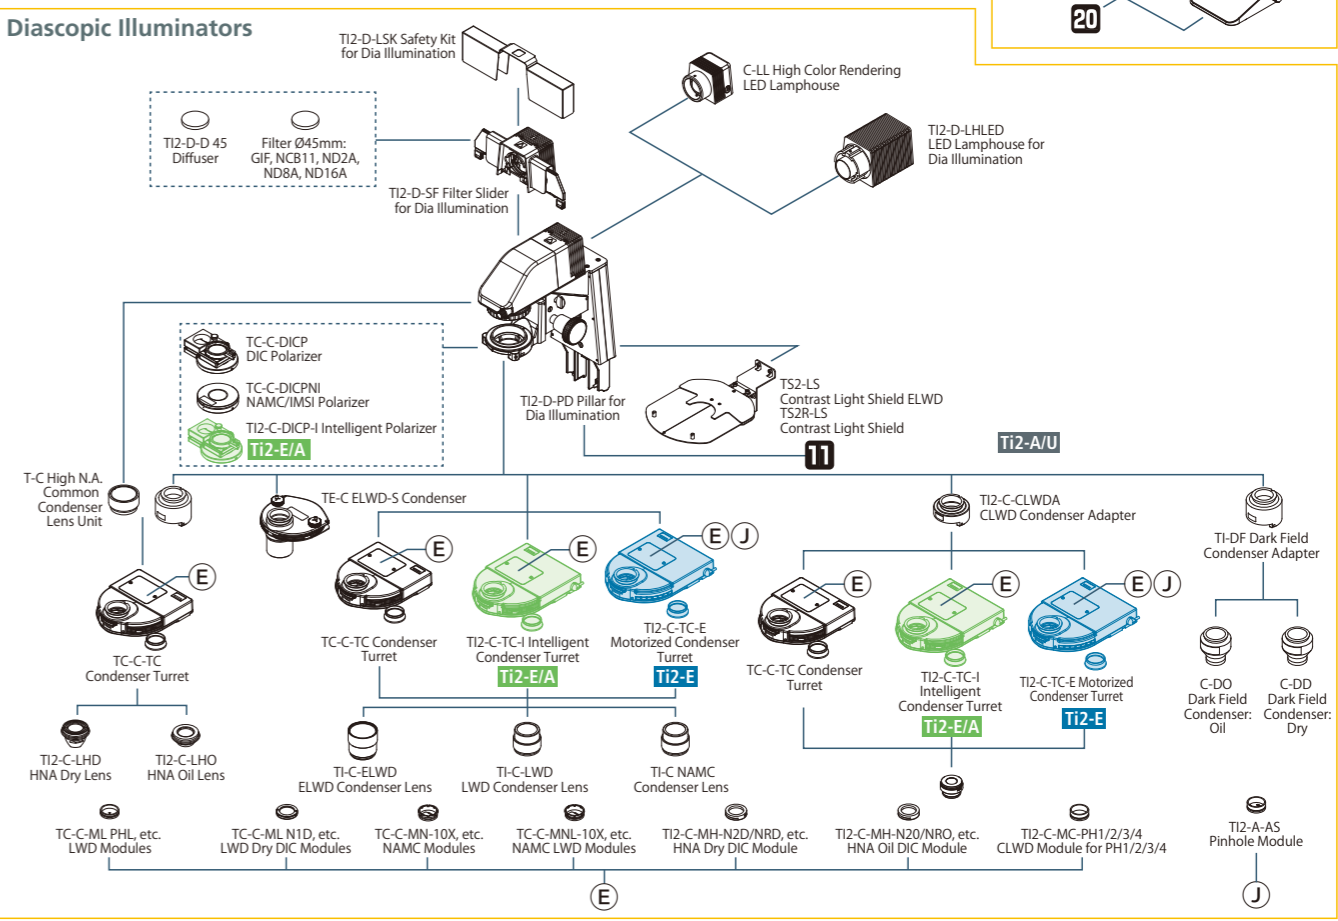 Diascopic Illuminators
20
TI2-D-LSK Safety Kit
for Dia Illumination
C-LL High Color Rendering
LED Lamphouse
TI2-D-D 45
Diffuser
Filter Ø45mm:
GIF, NCB11, ND2A,
ND8A, ND16A
TI2-D-LHLED
LED Lamphouse for
Dia Illumination
TI2-D-SF Filter Slider
for Dia Illumination
TC-C-DICP
DIC Polarizer
TC-C-DICPNI
NAMC/IMSI Polarizer
TI2-C-DICP-I Intelligent Polarizer
Ti2-E/A
TI2-D-PD Pillar for
Dia Illumination
TS2-LS
Contrast Light Shield ELWD
TS2R-LS
Contrast Light Shield
11
Ti2-A/U
T-C High N.A.
Common
Condenser
Lens Unit
TE-C ELWD-S Condenser
TI2-C-CLWDA
CLWD Condenser Adapter
TI-DF Dark Field
Condenser Adapter
E
E
E
E J
E
E
E J
TC-C-TC
Condenser Turret
TC-C-TC Condenser
Turret
TI2-C-TC-I Intelligent
Condenser Turret
Ti2-E/A
TI2-C-TC-E
Motorized Condenser
Turret
Ti2-E
TC-C-TC Condenser
Turret
TI2-C-TC-I
Intelligent
Condenser Turret
Ti2-E/A
TI2-C-TC-E Motorized
Condenser Turret
Ti2-E
C-DO
Dark Field
Condenser:
Oil
C-DD
Dark Field
Condenser:
Dry
TI2-C-LHD
HNA Dry Lens
TI2-C-LHO
HNA Oil Lens
TI-C-ELWD
ELWD Condenser Lens
TI-C-LWD
LWD Condenser Lens
TI-C NAMC
Condenser Lens
TC-C-ML PHL, etc.
LWD Modules
TC-C-ML N1D, etc.
LWD Dry DIC Modules
TC-C-MN-10X, etc.
NAMC Modules
TC-C-MNL-10X, etc.
NAMC LWD Modules
TI2-C-MH-N2D/NRD, etc.
HNA Dry DIC Module
TI2-C-MH-N20/NRO, etc.
HNA Oil DIC Module
TI2-C-MC-PH1/2/3/4
CLWD Module for PH1/2/3/4
TI2-A-AS
Pinhole Module
E
J